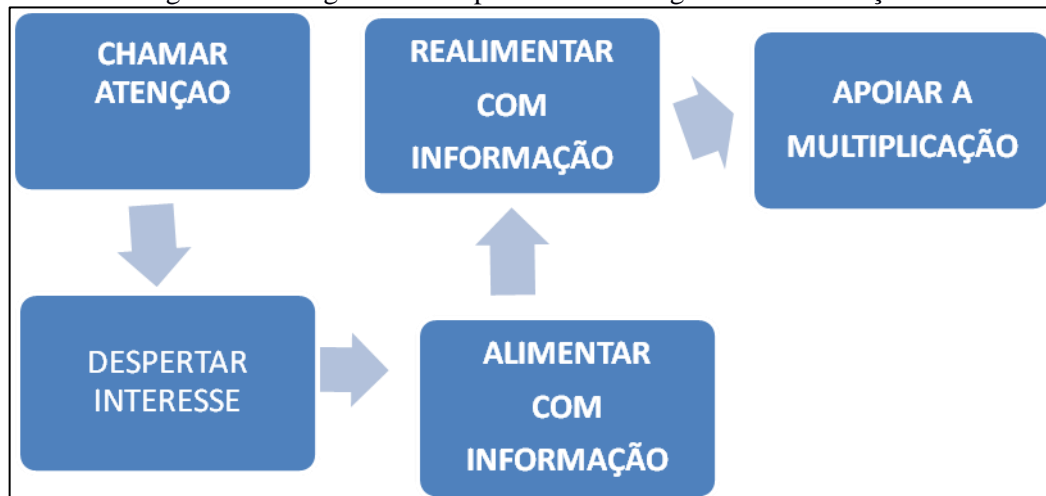 CHAMAR
ATENÇAO
DESPERTAR
INTERESSE
ALIMENTAR
COM
INFORMAÇÃO
REALIMENTAR
COM
INFORMAÇÃO
APOIAR A
MULTIPLICAÇÃO